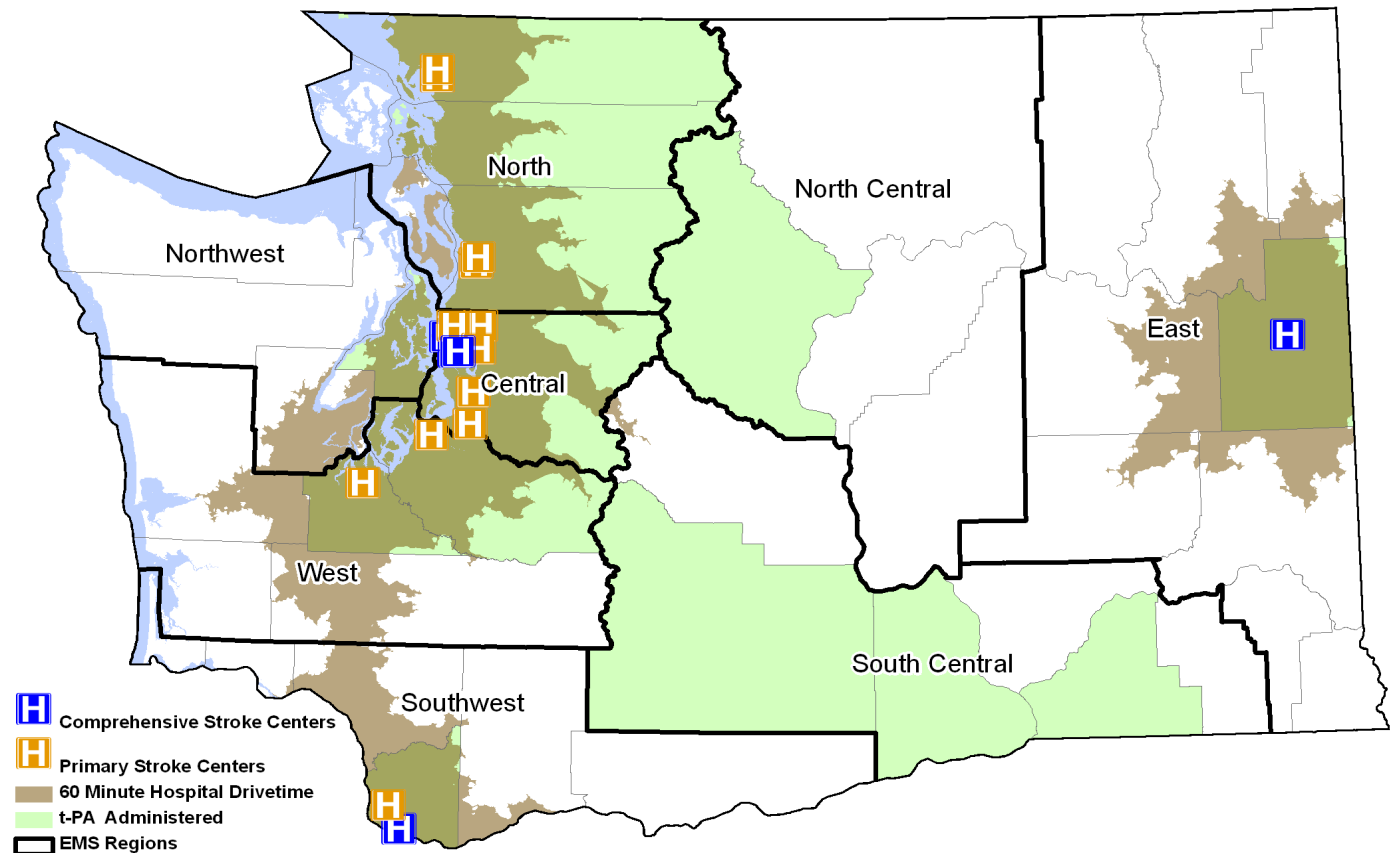 North
North Central
Northwest
East
Central
West
South Central
Southwest
H Comprehensive Stroke Centers
H Primary Stroke Centers
60 Minute Hospital Drivetime
t-PA Administered
EMS Regions
H
H
H H
H
H
H
H
H
H
H
H
H